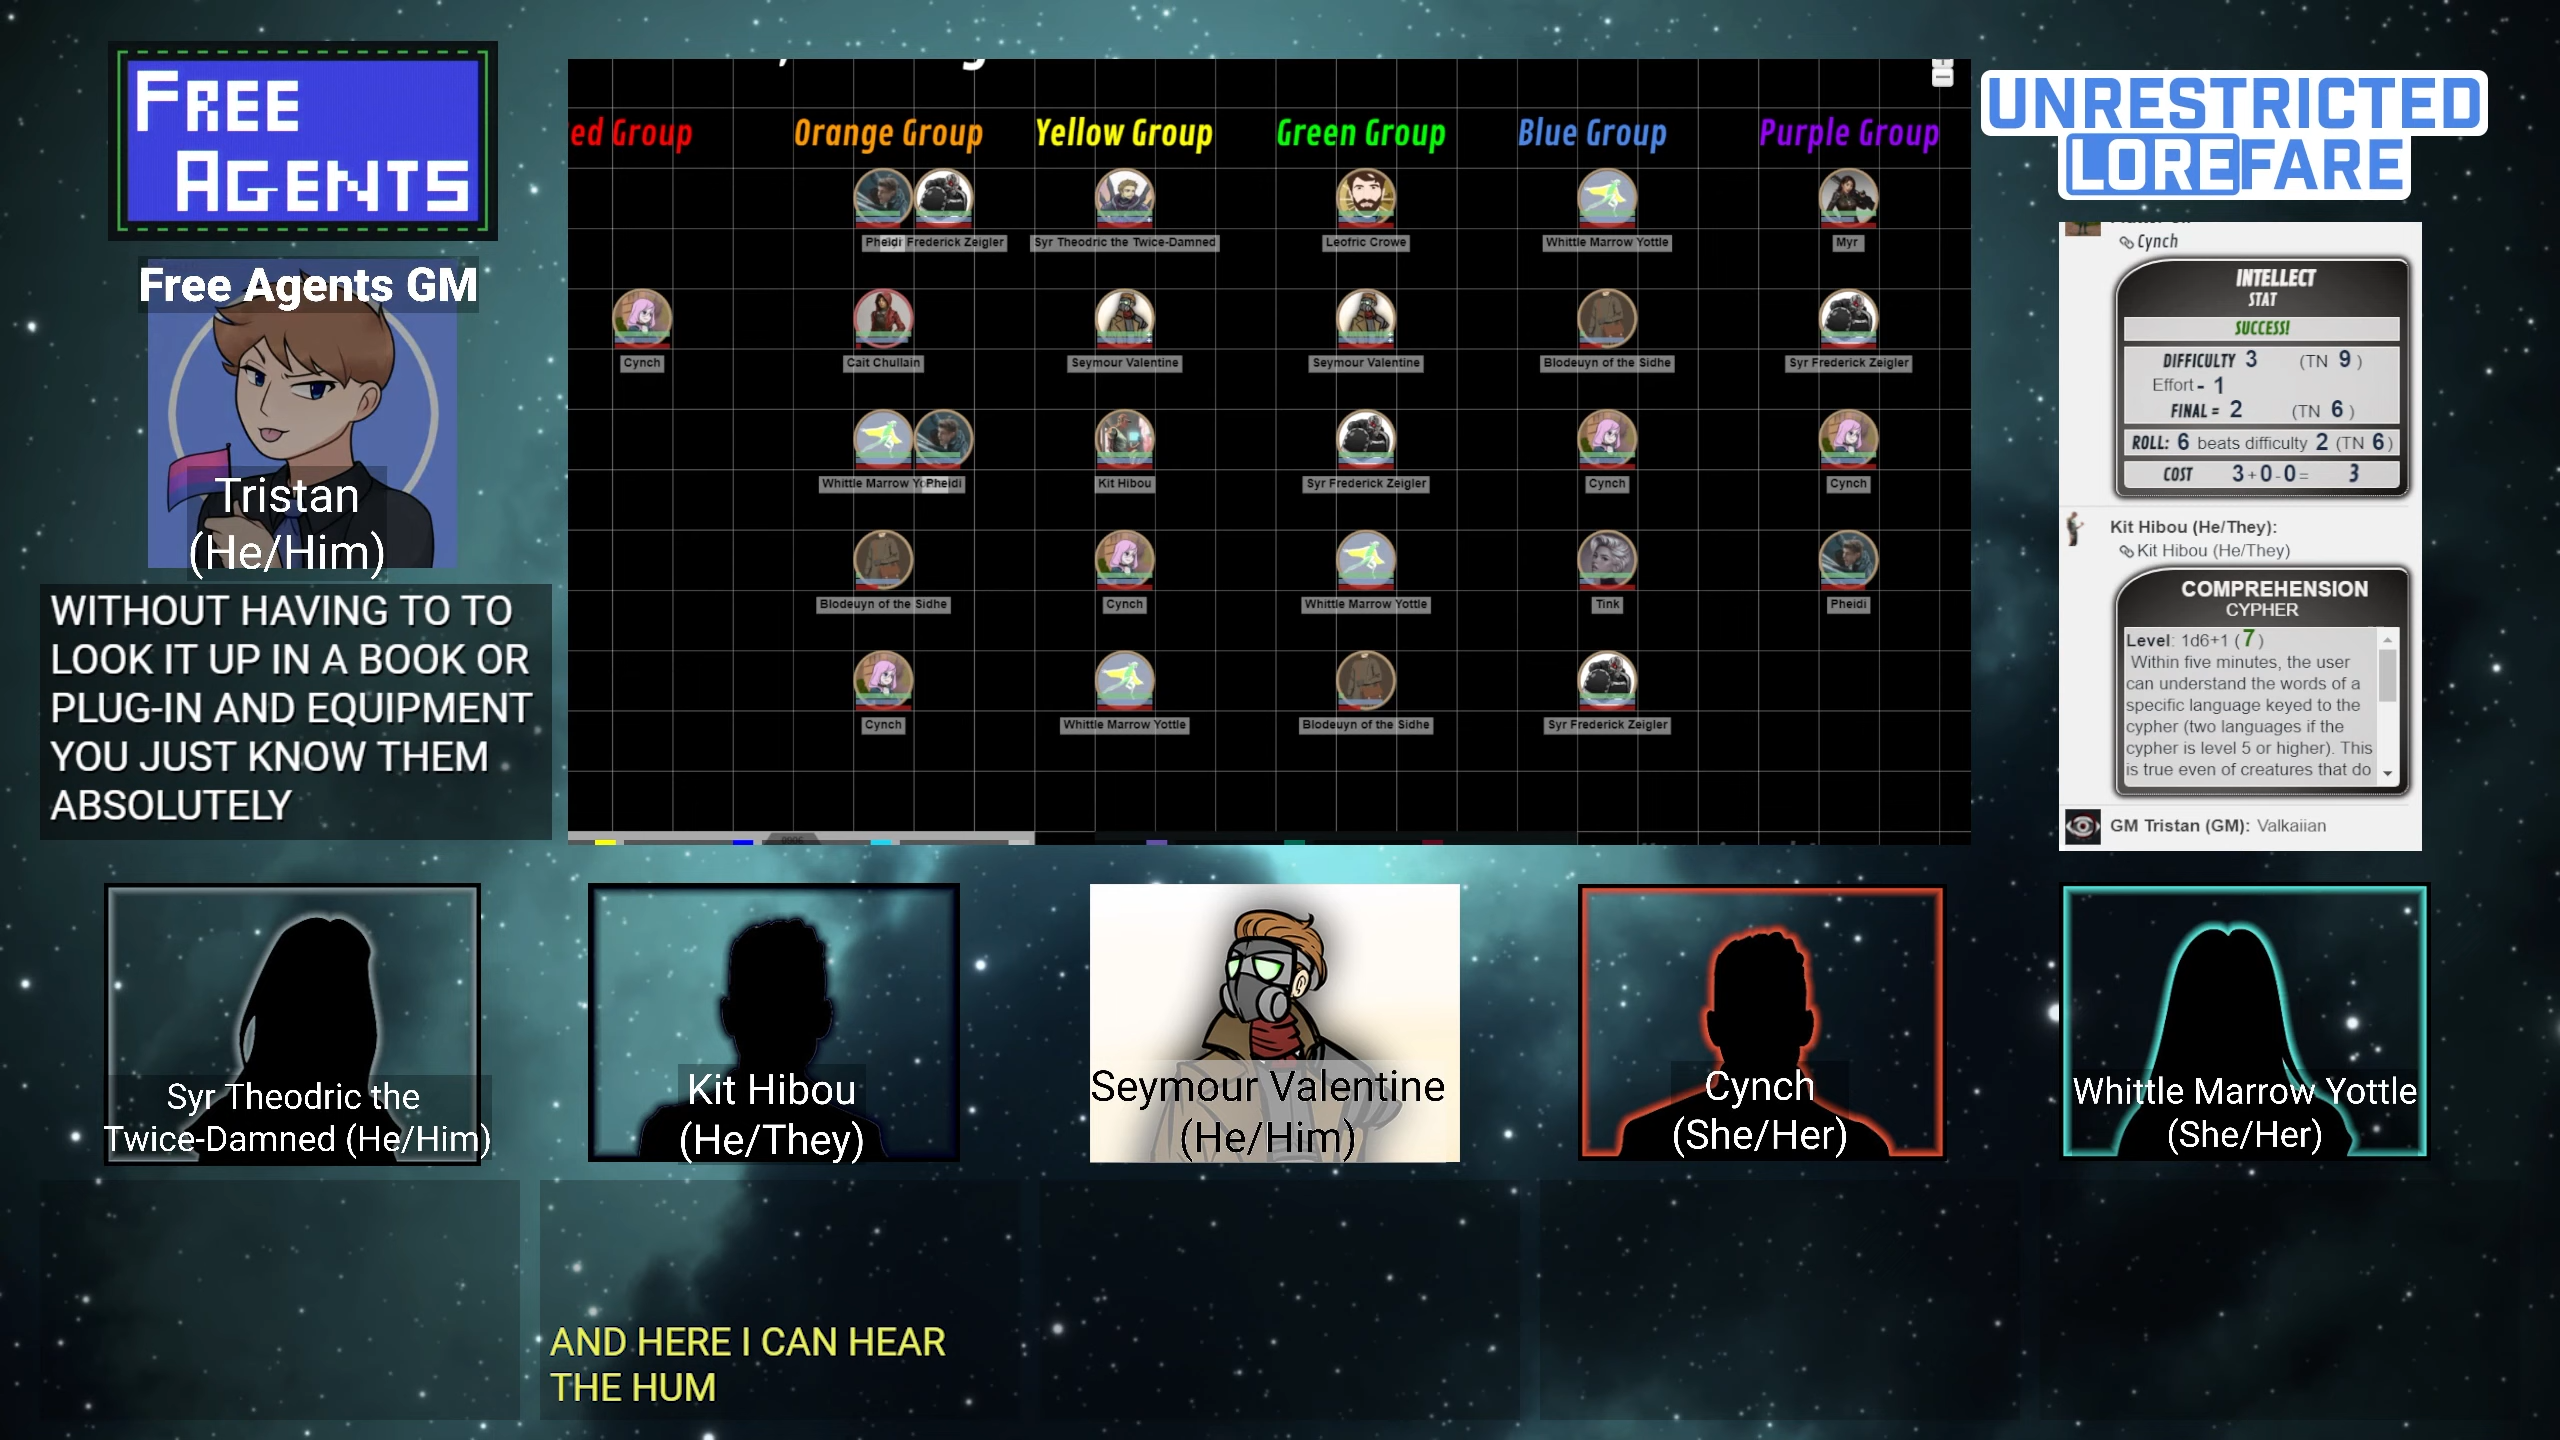 FREE
AGENTS
Free Agents GM
Tristan
(He/Him)
WITHOUT HAVING TO TO
LOOK IT UP IN A BOOK OR
PLUG-IN AND EQUIPMENT
YOU JUST KNOW THEM
ABSOLUTELY
ed Group
Orange Group
Yellow Group
Green Group
Blue Group
Purple Group
Pheidi Frederick Zeigler
Syr Theodric the Twice-Damned
Leofric Crowe
Whittle Marrow Yottle
Myr
Cynch
Cait Chullain
Seymour Valentine
Seymour Valentine
Blodeuyn of the Sidhe
Syr Frederick Zeigler
Whittle Marrow Yo Pheidi
Kit Hibou
Syr Frederick Zeigler
Cynch
Cynch
Blodeuyn of the Sidhe
Cynch
Whittle Marrow Yottle
Tink
Pheidi
Cynch
Whittle Marrow Yottle
Blodeuyn of the Sidhe
Syr Frederick Zeigler
UNRESTRICTED
LOREFARE
Cynch
INTELLECT
STAT
SUCCESS!
DIFFICULTY 3 (TN 9 )
Effort - 1
FINAL = 2 (TN 6 )
ROLL: 6 beats difficulty 2 (TN 6 )
COST 3+0-0= 3
Kit Hibou (He/They):
Kit Hibou (He/They)
COMPREHENSION
CYPHER
Level: 1d6+1 ( 7 )
Within five minutes, the user
can understand the words of a
specific language keyed to the
cypher (two languages if the
cypher is level 5 or higher). This
is true even of creatures that do
GM Tristan (GM): Valkaiian
Syr Theodric the
Twice-Damned (He/Him)
Kit Hibou
(He/They)
Seymour Valentine
(He/Him)
Cynch
(She/Her)
Whittle Marrow Yottle
(She/Her)
AND HERE I CAN HEAR
THE HUM